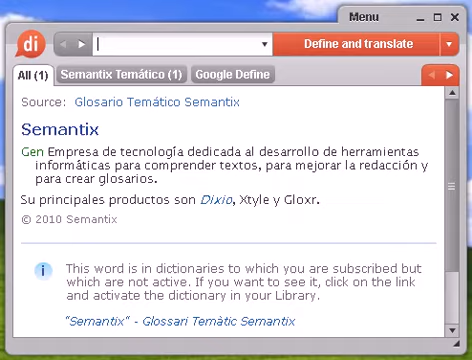 Menu
di
Define and translate
All (1)
Semantix Temático (1)
Google Define
Source: Glosario Temático Semantix
Semantix
Gen Empresa de tecnología dedicada al desarrollo de herramientas
informáticas para comprender textos, para mejorar la redacción y
para crear glosarios.
Su principales productos son Dixio, Xtyle y Gloxr.
© 2010 Semantix
i
This word is in dictionaries to which you are subscribed but
which are not active. If you want to see it, click on the link
and activate the dictionary in your Library.
"Semantix" - Glossari Temàtic Semantix